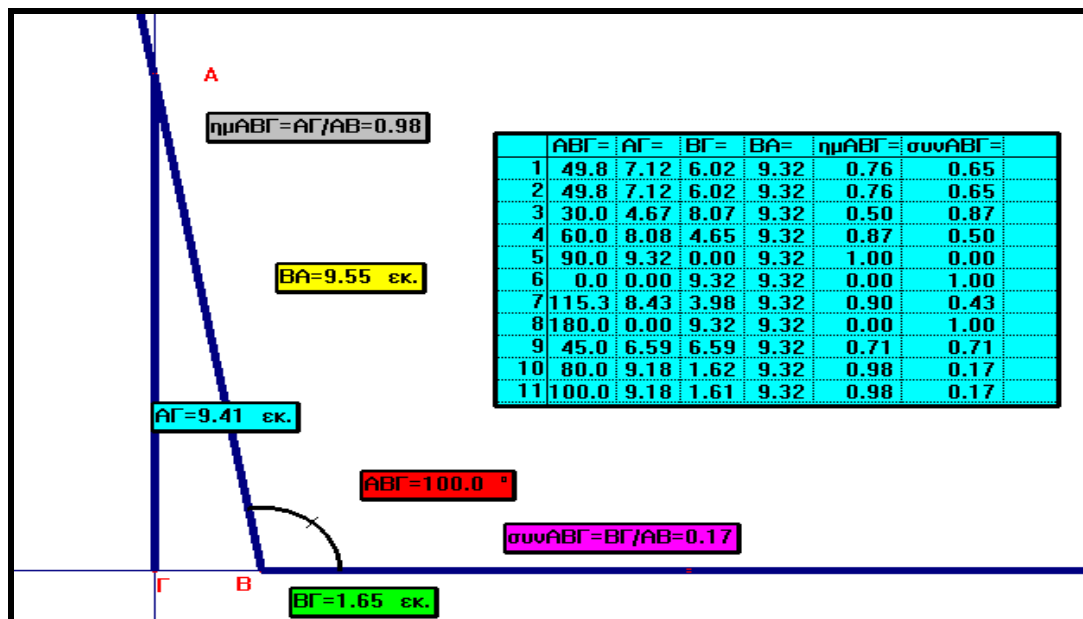 A
ημΑΒΓ=ΑΓ/ΑΒ=0.98
ΑΒΓ= ΑΓ= ΒΓ= ΒΑ= ημΑΒΓ= συνΑΒΓ=
1 49.8 7.12 6.02 9.32 0.76 0.65
2 49.8 7.12 6.02 9.32 0.76 0.65
3 30.0 4.67 8.07 9.32 0.50 0.87
4 60.0 8.08 4.65 9.32 0.87 0.50
5 90.0 9.32 0.00 9.32 1.00 0.00
6 0.0 0.00 9.32 9.32 0.00 1.00
7 115.3 8.43 3.98 9.32 0.90 0.43
8 180.0 0.00 9.32 9.32 0.00 1.00
9 45.0 6.59 6.59 9.32 0.71 0.71
10 80.0 9.18 1.62 9.32 0.98 0.17
11 100.0 9.18 1.61 9.32 0.98 0.17
ΒΑ=9.55 εκ.
ΑΓ=9.41 εκ.
ΑΒΓ=100.0 °
συνΑΒΓ=ΒΓ/ΑΒ=0.17
Γ Β
ΒΓ=1.65 εκ.